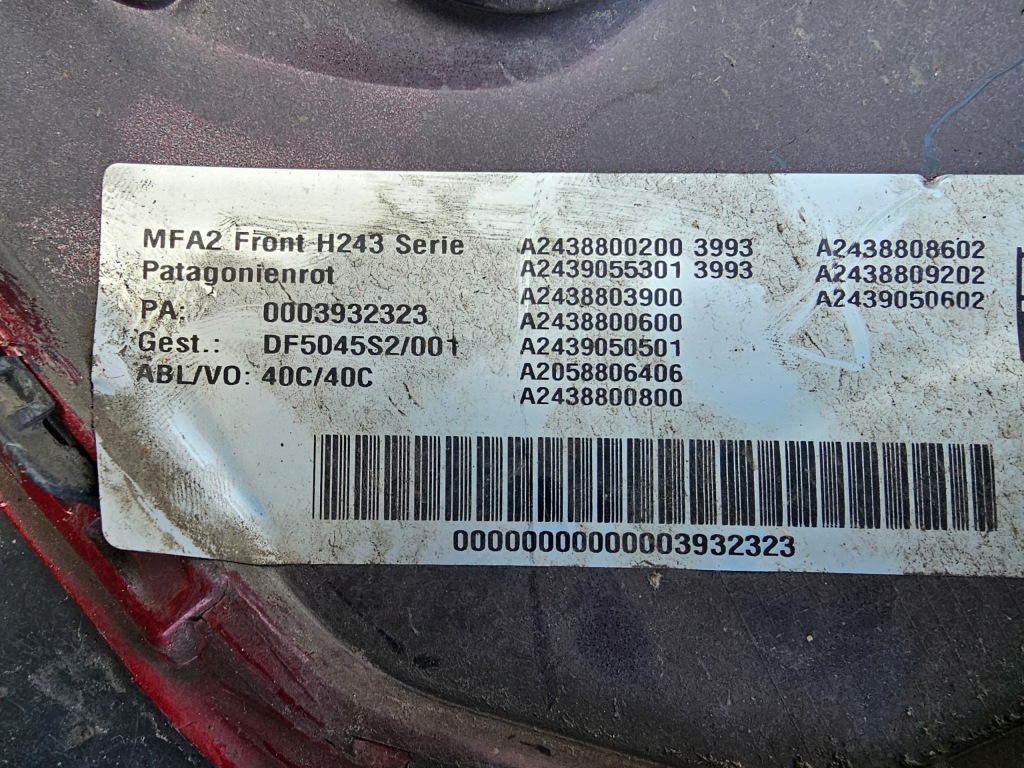 MFA2 Front H243 Serie
Patagonienrot
PA: 0003932323
Gest.: DF5045S2/001
ABL/VO: 40C/40C
A2438800200 3993
A2439055301 3993
A2438803900
A2438800600
A2439050501
A2058806406
A2438800800
A2438808602
A2438809202
A2439050602
00000000000003932323